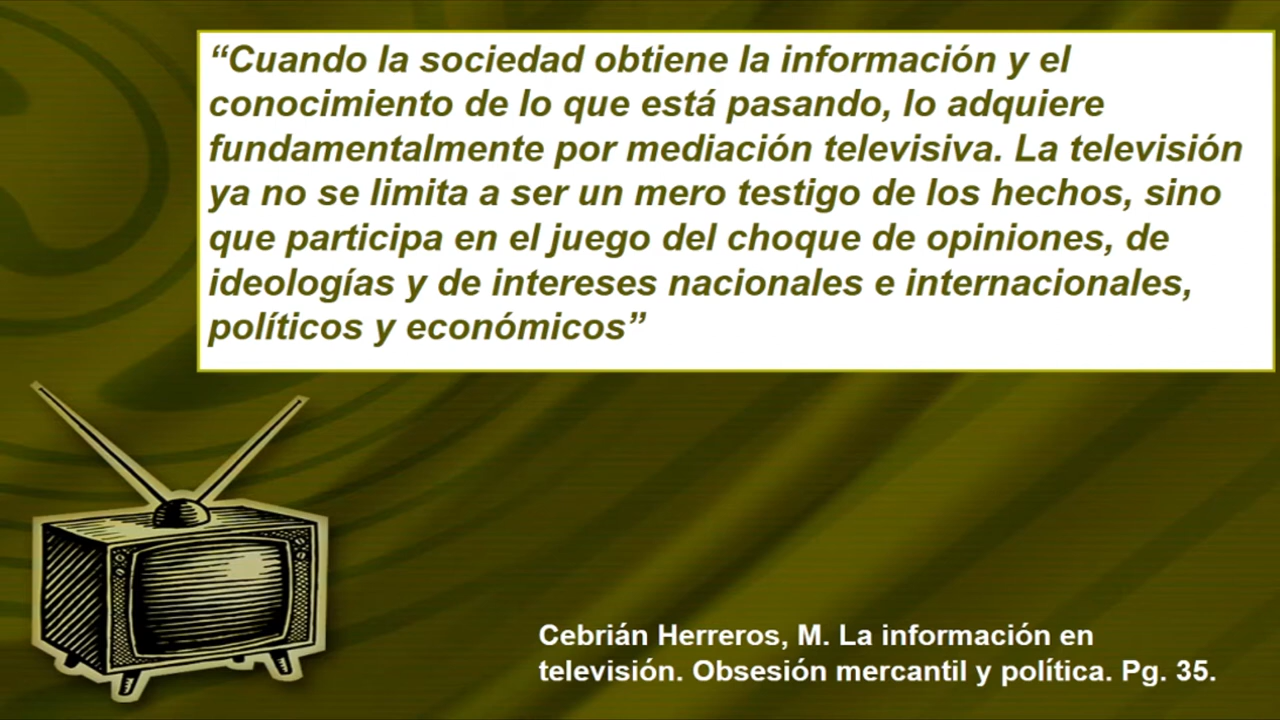 “Cuando la sociedad obtiene la información y el
conocimiento de lo que está pasando, lo adquiere
fundamentalmente por mediación televisiva. La televisión
ya no se limita a ser un mero testigo de los hechos, sino
que participa en el juego del choque de opiniones, de
ideologías y de intereses nacionales e internacionales,
políticos y económicos”
Cebrián Herreros, M. La información en
televisión. Obsesión mercantil y política. Pg. 35.